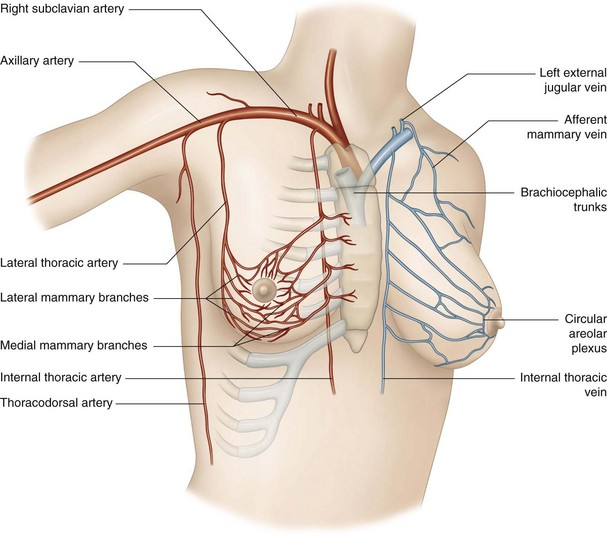 Right subclavian artery
Axillary artery
Lateral thoracic artery
Lateral mammary branches
Medial mammary branches
Internal thoracic artery
Thoracodorsal artery
Left external
jugular vein
Afferent
mammary vein
Brachiocephalic
trunks
Circular
areolar
plexus
Internal thoracic
vein